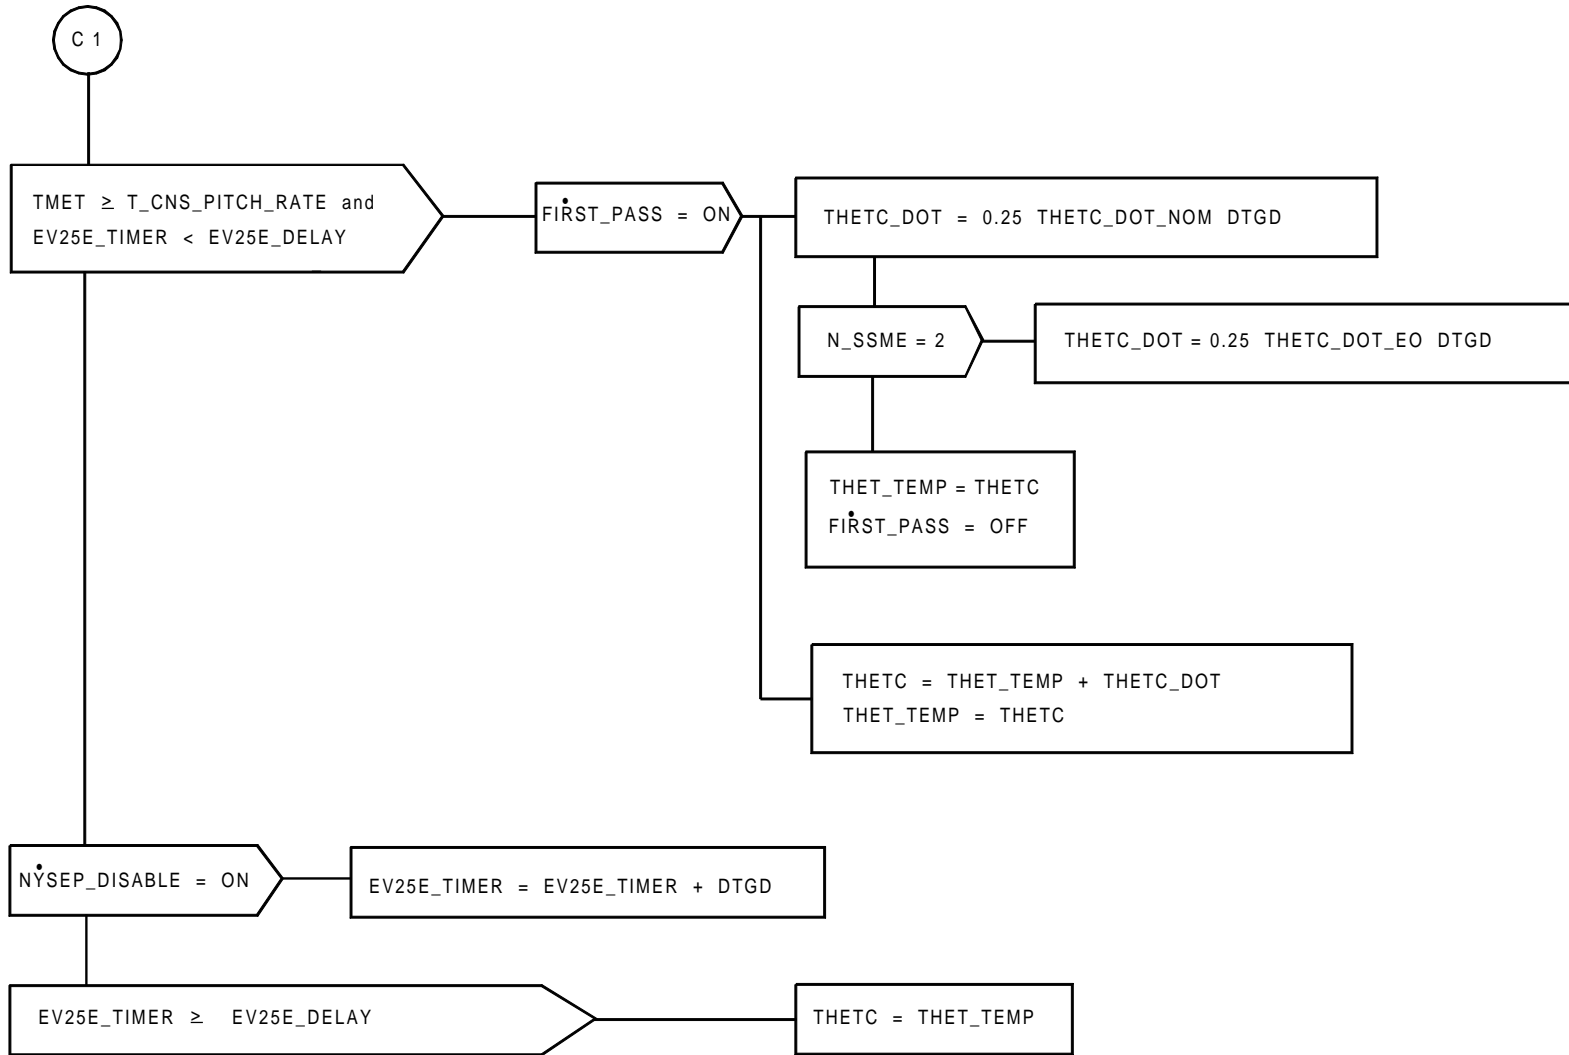 C 1
TMET ≥ T_CNS_PITCH_RATE and
EV25E_TIMER < EV25E_DELAY
FIRST_PASS = ON
THETC_DOT = 0.25 THETC_DOT_NOM DTGD
N_SSME = 2
THETC_DOT = 0.25 THETC_DOT_EO DTGD
THET_TEMP = THETC
FIRST_PASS = OFF
THETC = THET_TEMP + THETC_DOT
THET_TEMP = THETC
NYSEP_DISABLE = ON
EV25E_TIMER = EV25E_TIMER + DTGD
EV25E_TIMER ≥ EV25E_DELAY
THETC = THET_TEMP